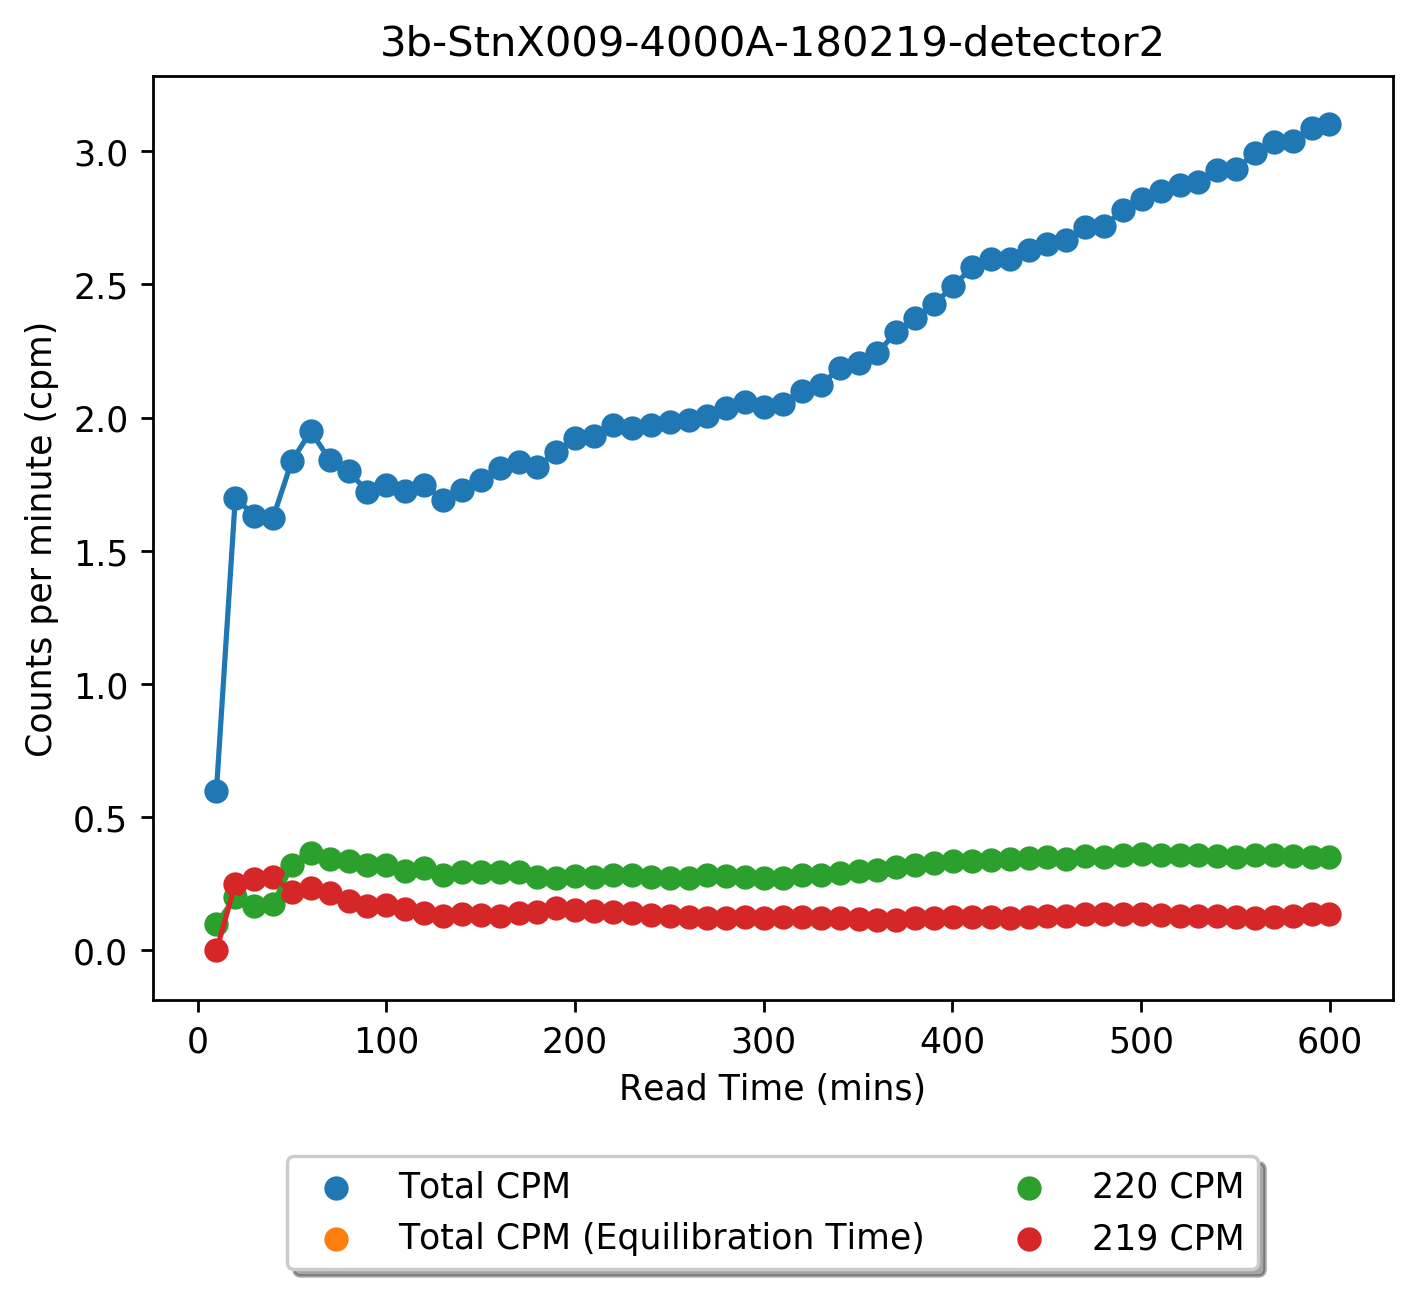 3b-StnX009-4000A-180219-detector2
Counts per minute (cpm)
3.0
2.5
2.0
1.5
1.0
0.5
0.0
0 100 200 300 400 500 600
Read Time (mins)
Total CPM
Total CPM (Equilibration Time)
220 CPM
219 CPM